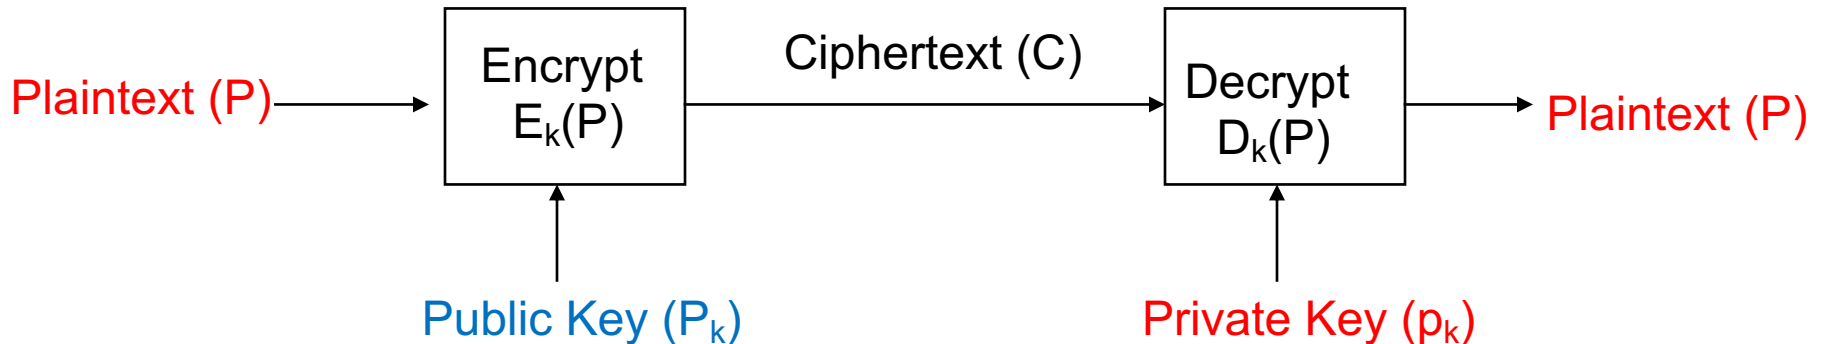 Plaintext (P)
Encrypt
Eₖ(P)
Ciphertext (C)
Decrypt
Dₖ(P)
Plaintext (P)
Public Key (Pₖ)
Private Key (pₖ)